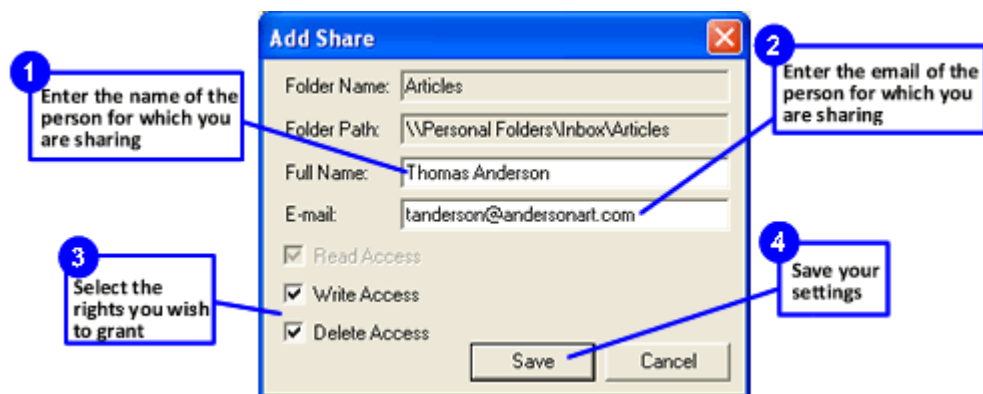 Add Share
1
Enter the name of the
person for which you
are sharing
2
Enter the email of the
person for which you
are sharing
Folder Name: Articles
Folder Path: \\Personal Folders\Inbox\Articles
Full Name: Thomas Anderson
E-mail: tanderson@andersonart.com
Read Access
Write Access
Delete Access
3
Select the
rights you wish
to grant
4
Save your
settings
Save Cancel